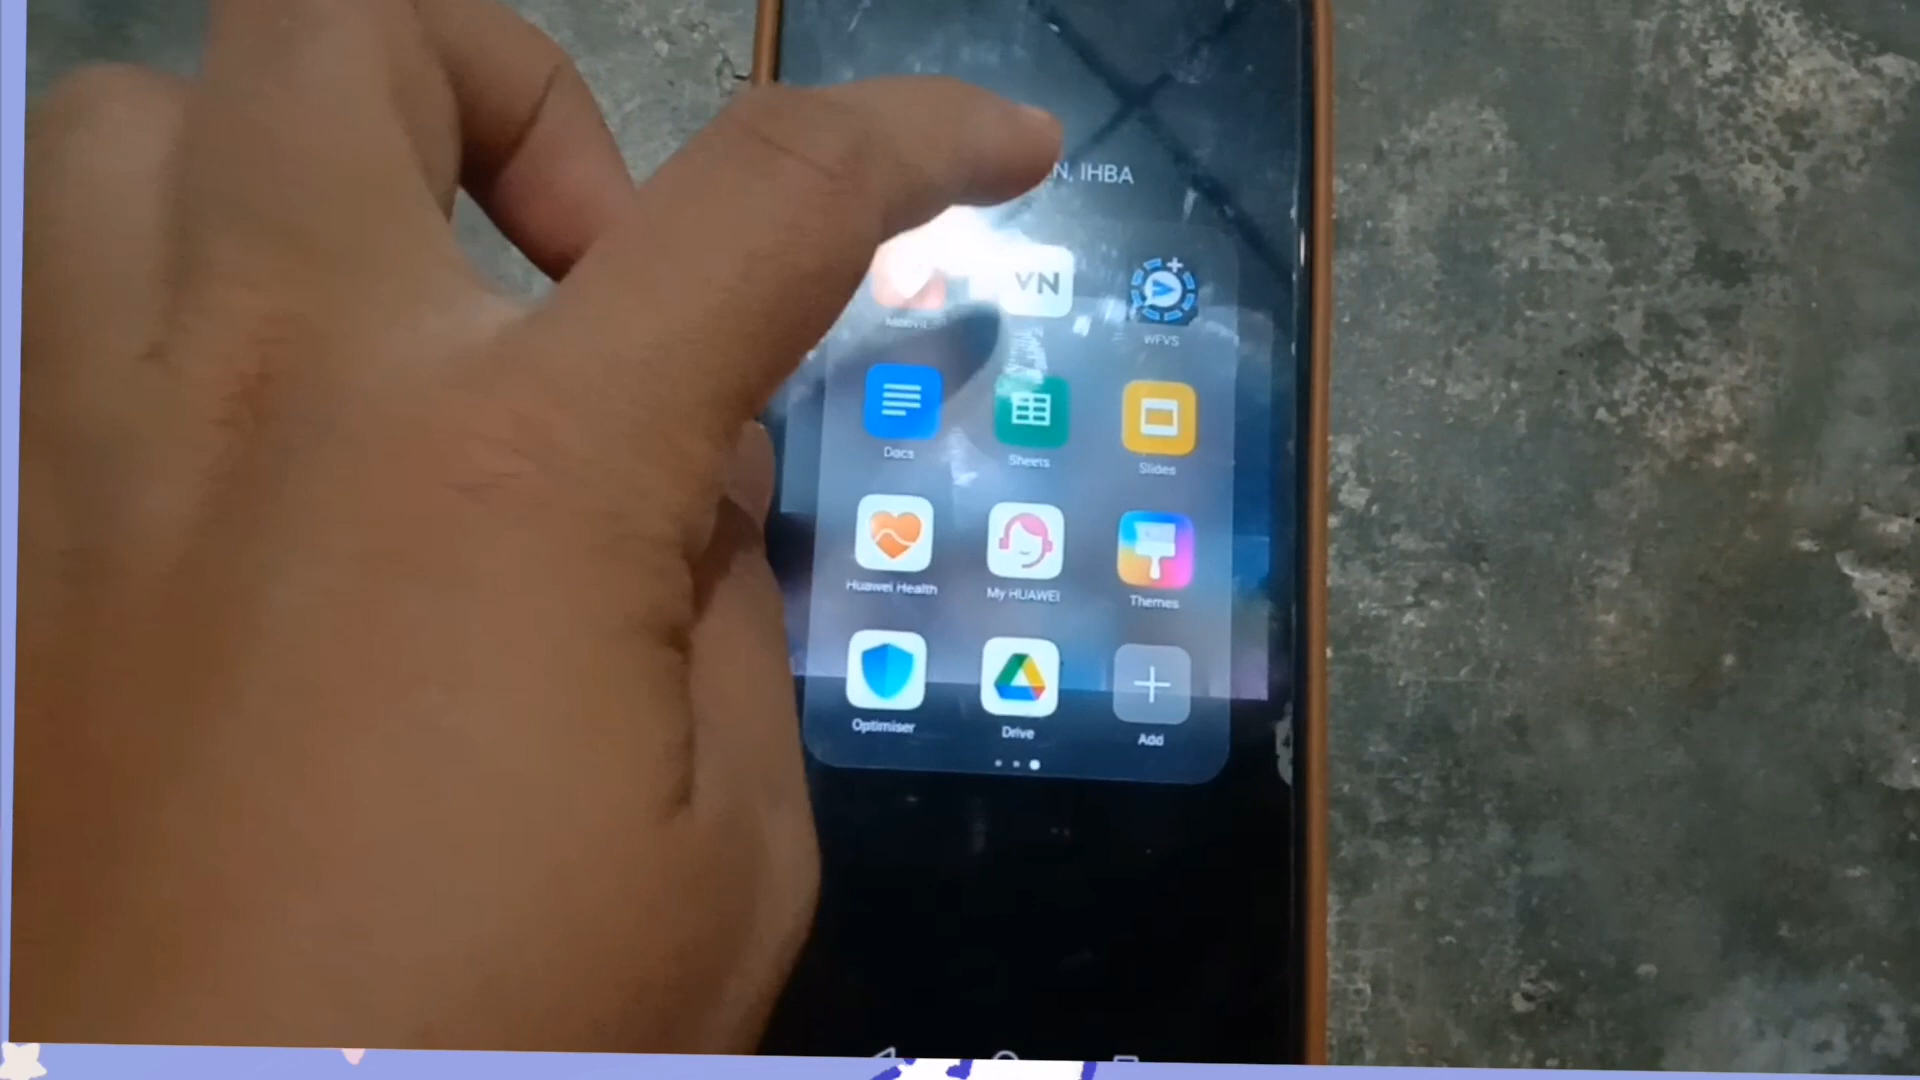 N, IHBA
VN
WFVS
Docs
Sheets
Slides
Huawei Health
My HUAWEI
Themes
Optimiser
Drive
Add